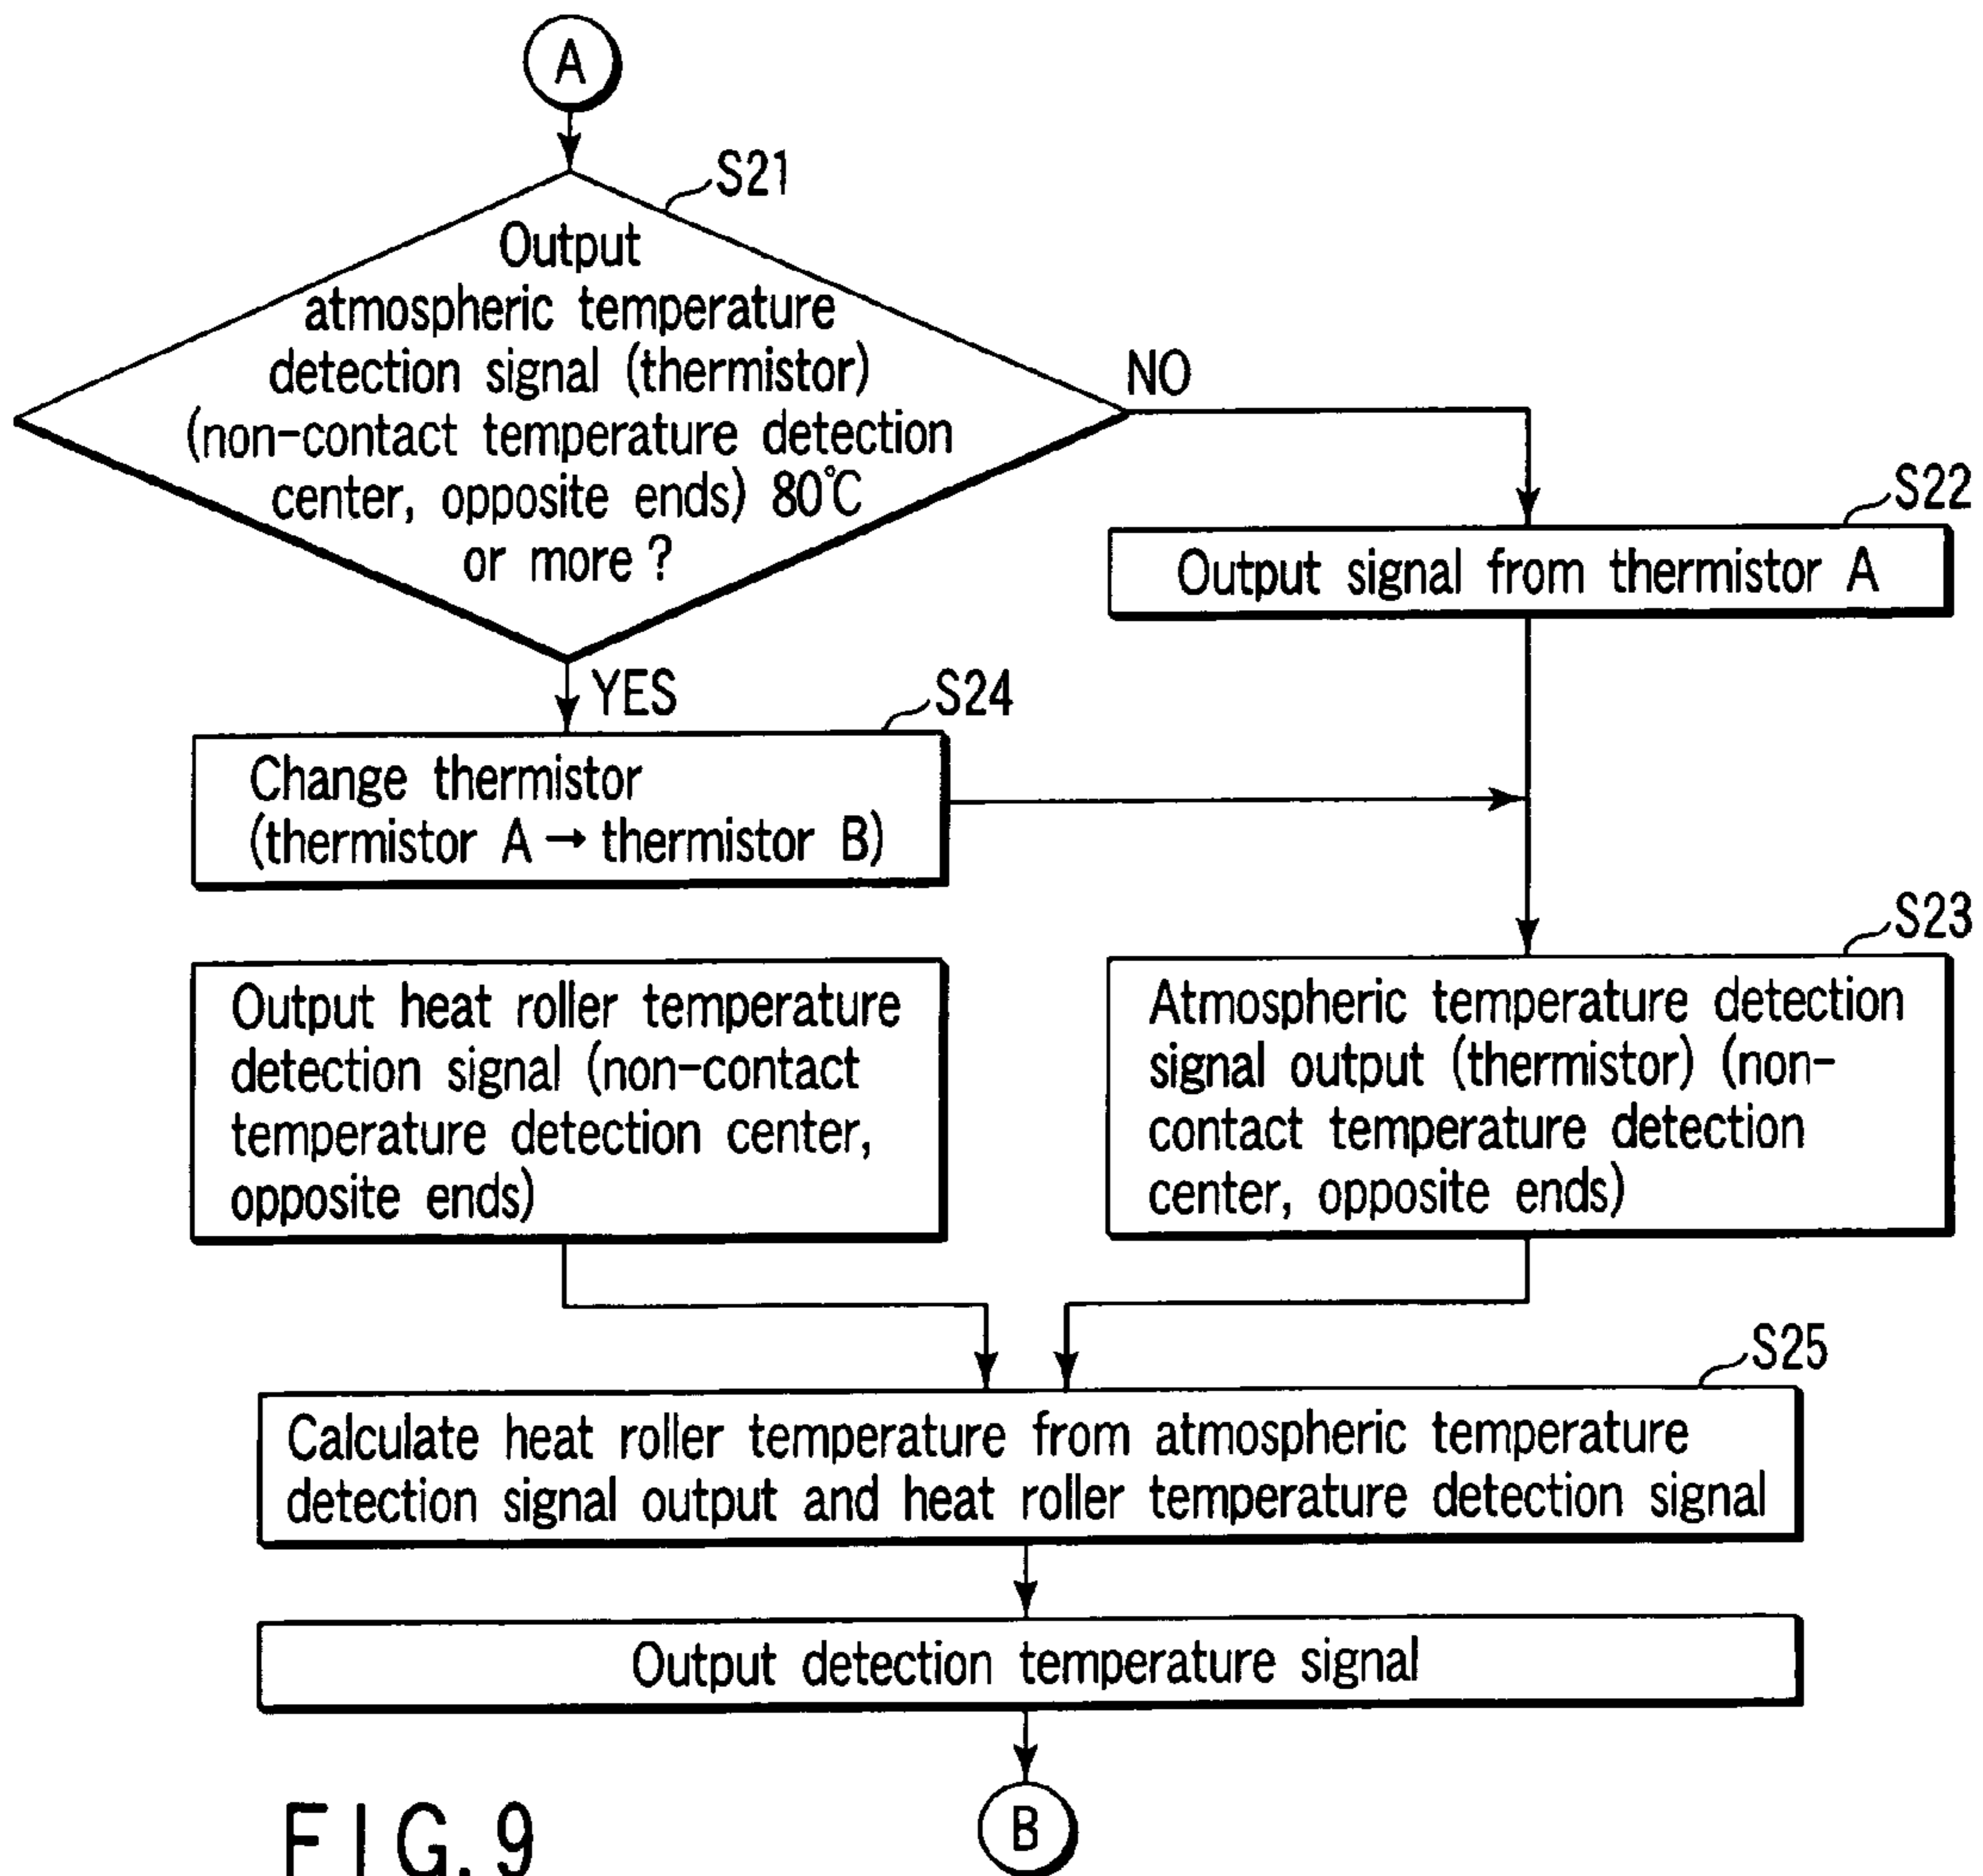 A
S21
Output
atmospheric temperature
detection signal (thermistor)
(non-contact temperature detection
center, opposite ends) 80°C
or more ?
NO
S22
Output signal from thermistor A
YES
S24
Change thermistor
(thermistor A → thermistor B)
S23
Output heat roller temperature
detection signal (non-contact
temperature detection center,
opposite ends)
Atmospheric temperature detection
signal output (thermistor) (non-
contact temperature detection
center, opposite ends)
S25
Calculate heat roller temperature from atmospheric temperature
detection signal output and heat roller temperature detection signal
Output detection temperature signal
B
FIG. 9